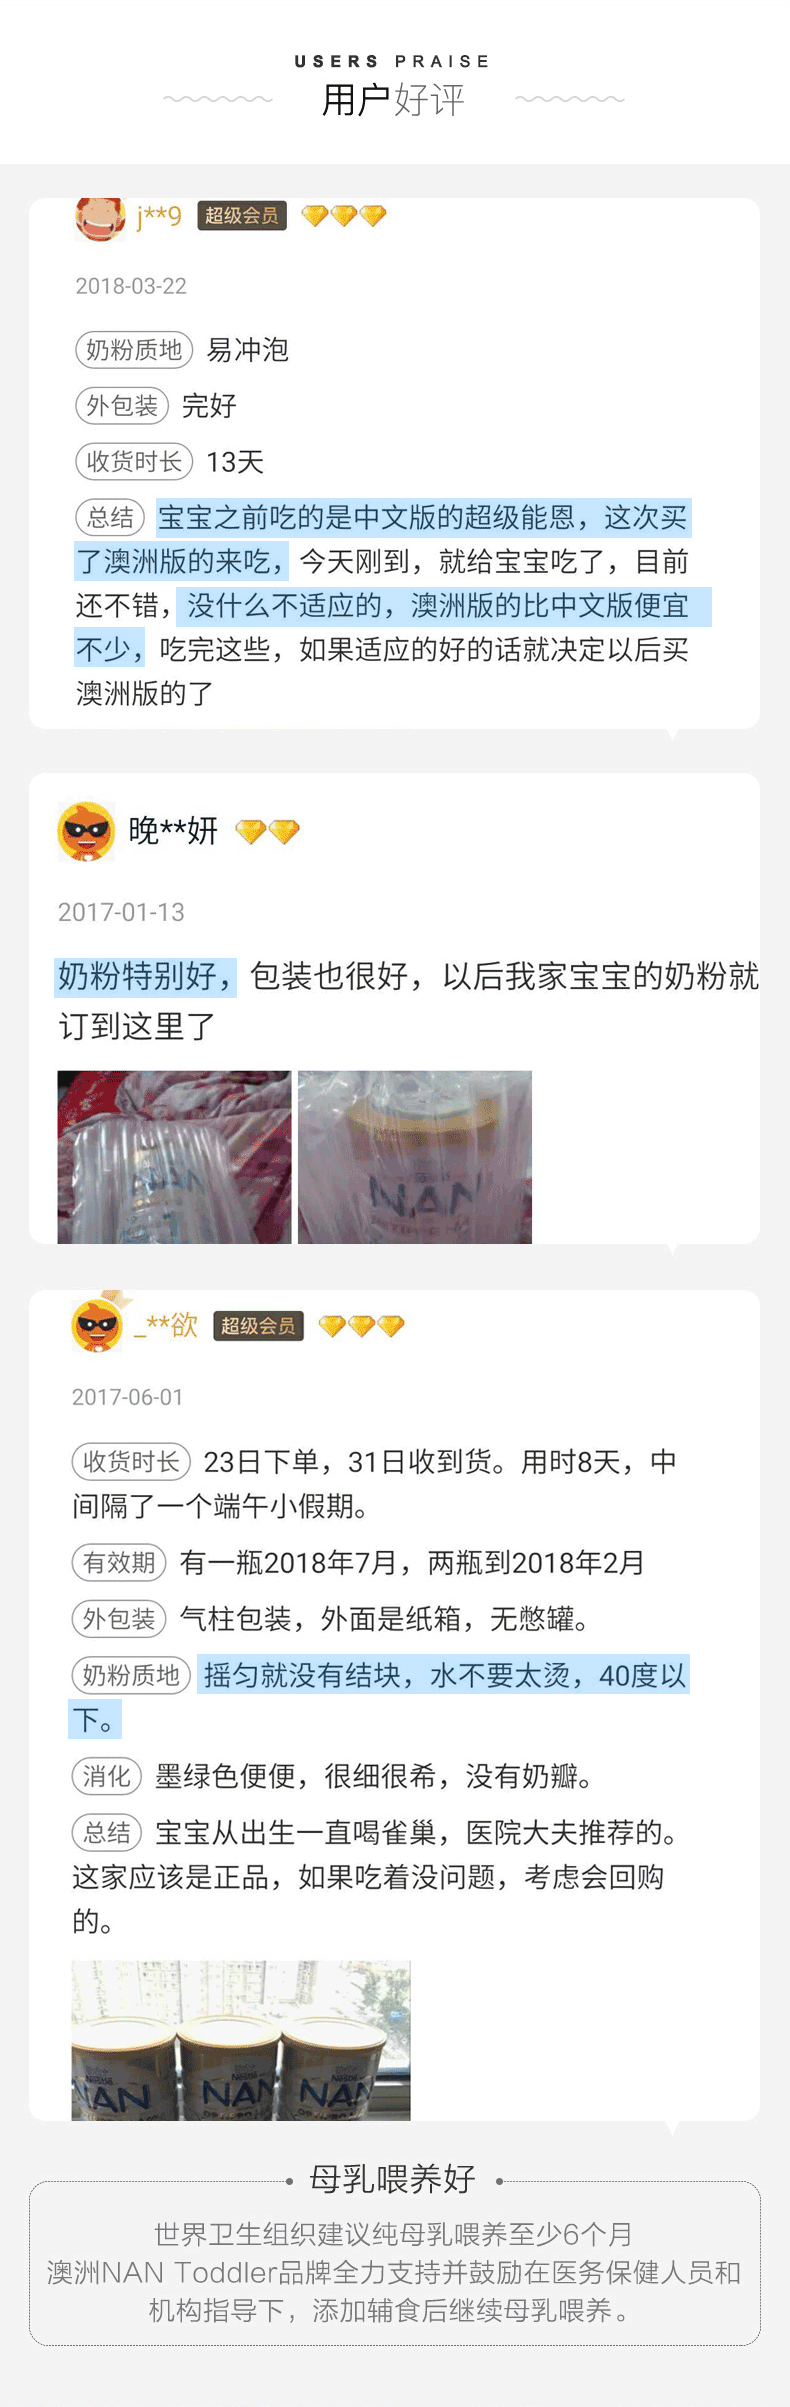 USERS PRAISE
用户好评
j**9 超级会员
2018-03-22
奶粉质地 易冲泡
外包装 完好
收货时长 13天
总结 宝宝之前吃的是中文版的超级能恩，这次买
了澳洲版的来吃，今天刚到，就给宝宝吃了，目前
还不错，没什么不适应的，澳洲版的比中文版便宜
不少，吃完这些，如果适应的好的话就决定以后买
澳洲版的了
晚**妍
2017-01-13
奶粉特别好，包装也很好，以后我家宝宝的奶粉就
订到这里了
NAN
NAN
_**欲 超级会员
2017-06-01
收货时长 23日下单，31日收到货。用时8天，中
间隔了一个端午小假期。
有效期 有一瓶2018年7月，两瓶到2018年2月
外包装 气柱包装，外面是纸箱，无憋罐。
奶粉质地 摇匀就没有结块，水不要太烫，40度以
下。
消化 墨绿色便便，很细很希，没有奶瓣。
总结 宝宝从出生一直喝雀巢，医院大夫推荐的。
这家应该是正品，如果吃着没问题，考虑会回购
的。
Nestlé Nestlé Nestlé
NAN NAN NAN
母乳喂养好
世界卫生组织建议纯母乳喂养至少6个月
澳洲NAN Toddler品牌全力支持并鼓励在医务保健人员和
机构指导下，添加辅食后继续母乳喂养。